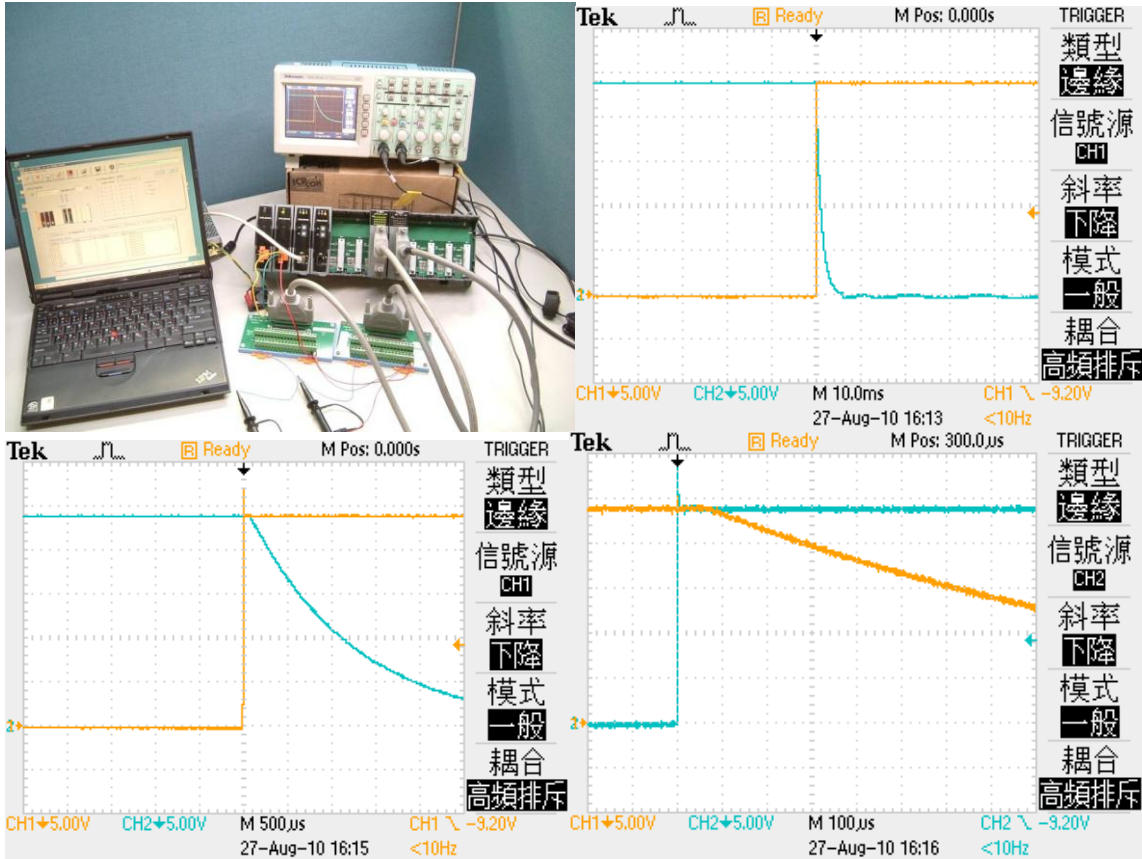 Tek
R Ready
M Pos: 0.000s
TRIGGER
類型
邊緣
信號源
CH1
斜率
下降
模式
一般
耦合
高頻排斥
2
CH1 5.00V
CH2 5.00V
M 10.0ms
CH1 -9.20V
27-Aug-10 16:13
<10Hz
Tek
R Ready
M Pos: 0.000s
TRIGGER
類型
邊緣
信號源
CH1
斜率
下降
模式
一般
耦合
高頻排斥
2
CH1 5.00V
CH2 5.00V
M 500µs
CH1 -9.20V
27-Aug-10 16:15
<10Hz
Tek
R Ready
M Pos: 300.0µs
TRIGGER
類型
邊緣
信號源
CH2
斜率
下降
模式
一般
耦合
高頻排斥
2
CH1 5.00V
CH2 5.00V
M 100µs
CH2 -9.20V
27-Aug-10 16:16
<10Hz